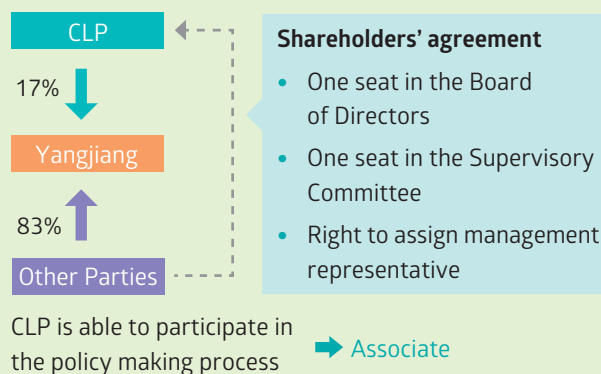 CLP
17%
Yangjiang
83%
Other Parties
Shareholders’ agreement
• One seat in the Board
of Directors
• One seat in the Supervisory
Committee
• Right to assign management
representative
CLP is able to participate in
the policy making process
Associate